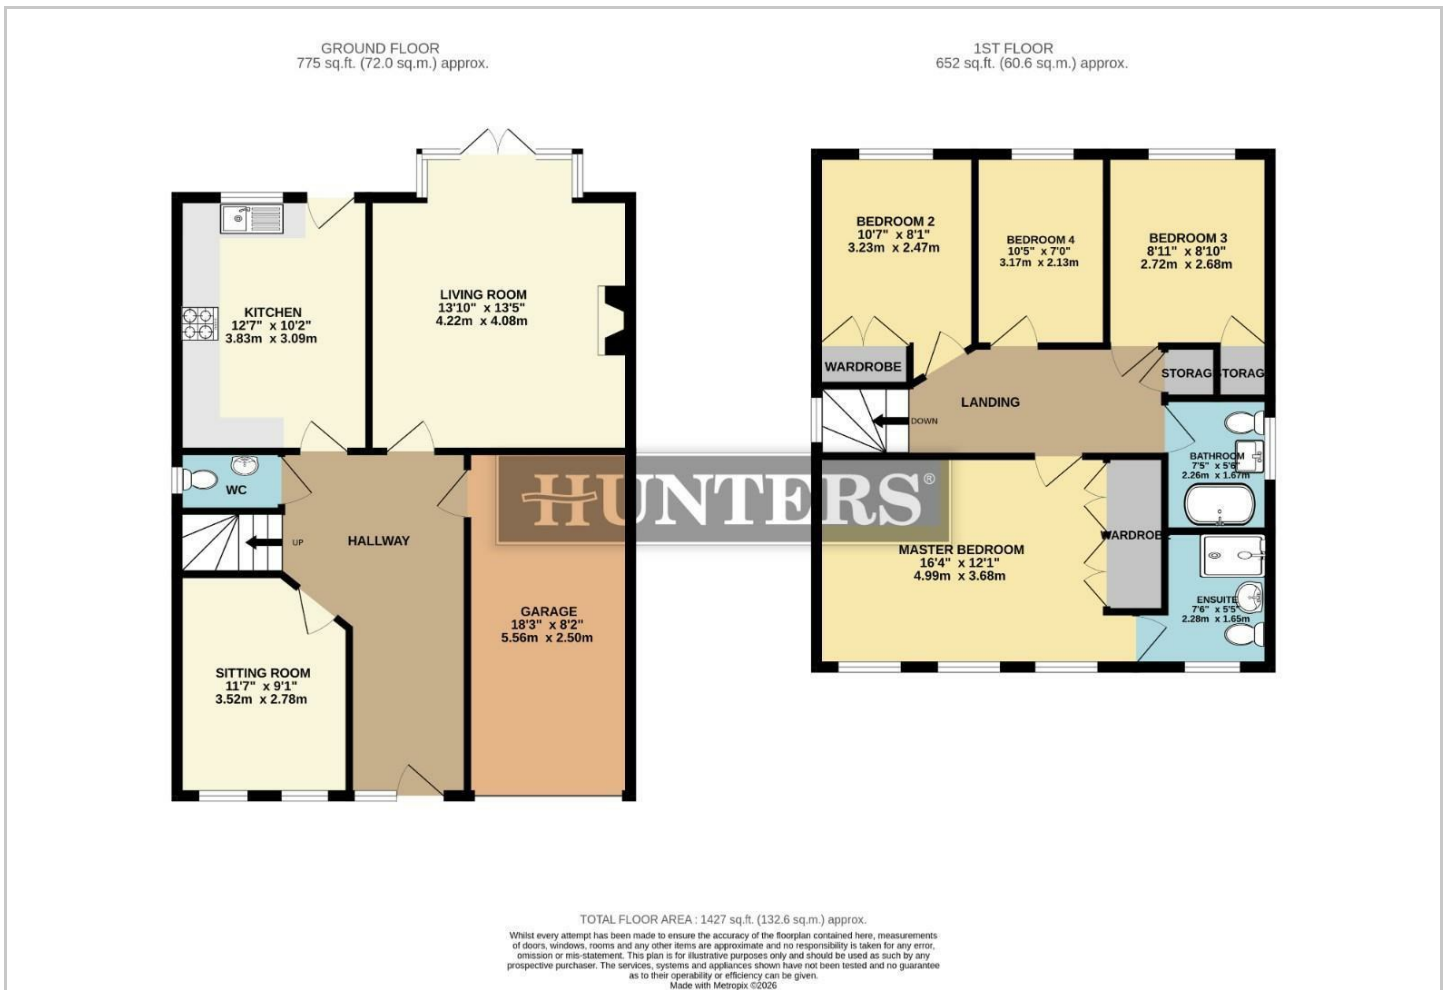 GROUND FLOOR
775 sq.ft. (72.0 sq.m.) approx.
1ST FLOOR
652 sq.ft. (60.6 sq.m.) approx.
KITCHEN
12'7" x 10'2"
3.83m x 3.09m
LIVING ROOM
13'10" x 13'5"
4.22m x 4.08m
WC
UP
HALLWAY
SITTING ROOM
11'7" x 9'1"
3.52m x 2.78m
GARAGE
18'3" x 8'2"
5.56m x 2.50m
HUNTERS®
BEDROOM 2
10'7" x 8'1"
3.23m x 2.47m
BEDROOM 4
10'5" x 7'0"
3.17m x 2.13m
BEDROOM 3
8'11" x 8'10"
2.72m x 2.68m
WARDROBE
STORAG
STORAG
LANDING
DOWN
BATHROOM
7'5" x 5'6"
2.26m x 1.67m
MASTER BEDROOM
16'4" x 12'1"
4.99m x 3.68m
WARDROBE
ENSUITE
7'6" x 5'5"
2.28m x 1.65m
TOTAL FLOOR AREA : 1427 sq.ft. (132.6 sq.m.) approx.
Whilst every attempt has been made to ensure the accuracy of the floorplan contained here, measurements
of doors, windows, rooms and any other items are approximate and no responsibility is taken for any error,
omission or mis-statement. This plan is for illustrative purposes only and should be used as such by any
prospective purchaser. The services, systems and appliances shown have not been tested and no guarantee
as to their operability or efficiency can be given.
Made with Metropix ©2026